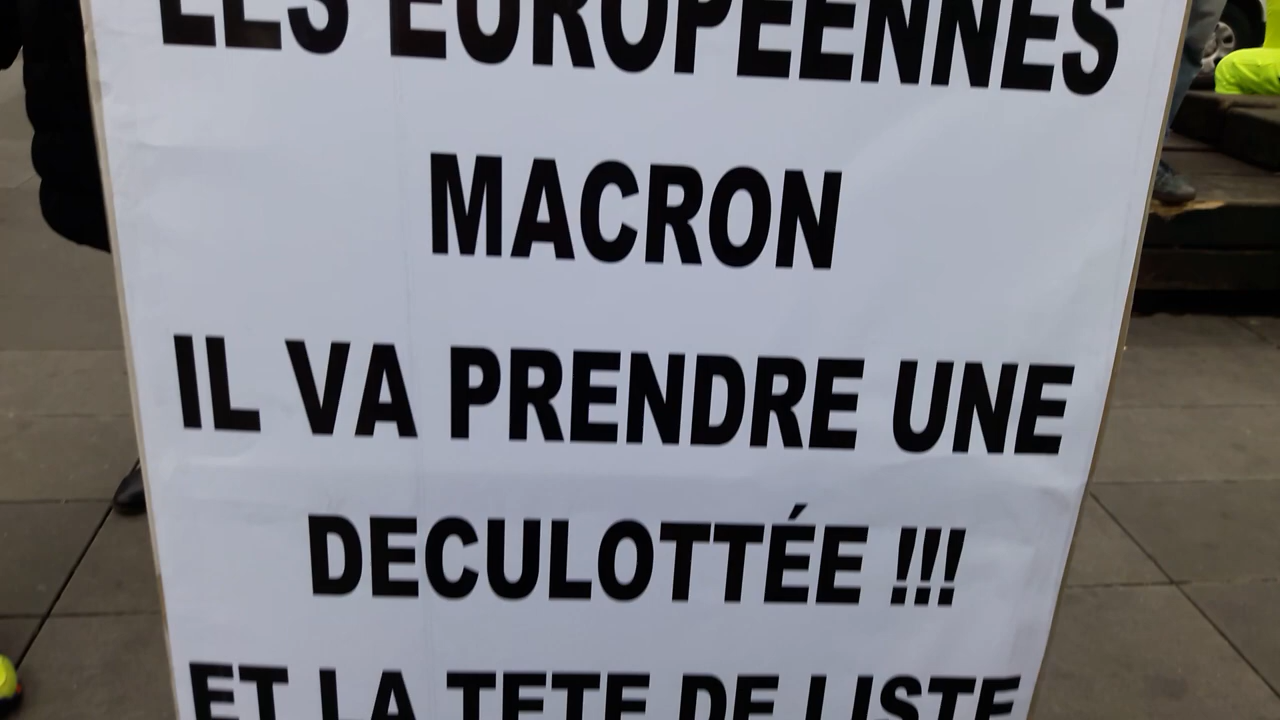 LES EUROPEENNES
MACRON
IL VA PRENDRE UNE
DECULOTTÉE !!!
ET LA TETE DE LISTE